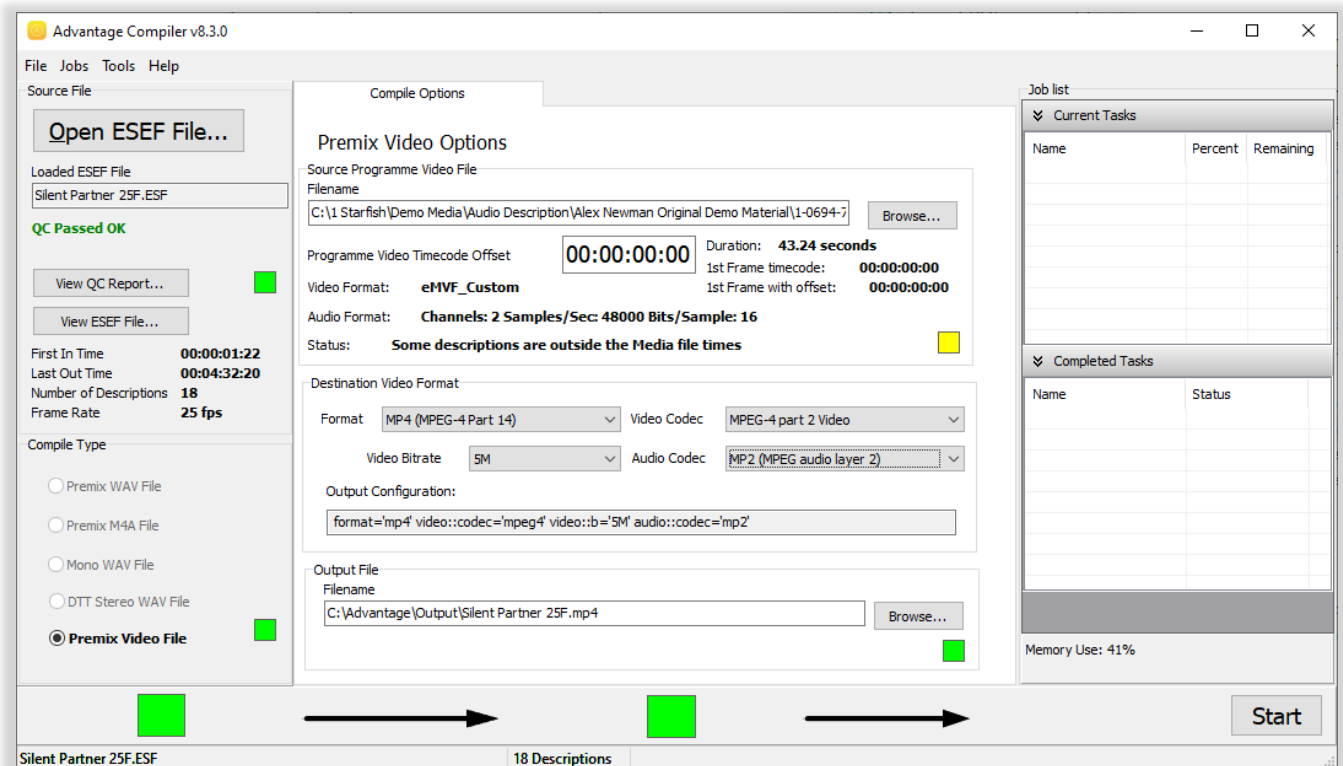 Advantage Compiler v8.3.0
File Jobs Tools Help
Source File
Open ESEF File...
Loaded ESEF File
Silent Partner 25F.ESF
QC Passed OK
View QC Report...
View ESEF File...
First In Time 00:00:01:22
Last Out Time 00:04:32:20
Number of Descriptions 18
Frame Rate 25 fps
Compile Type
Premix WAV File
Premix M4A File
Mono WAV File
DTT Stereo WAV File
Premix Video File
Compile Options
Premix Video Options
Source Programme Video File
Filename
C:\1 Starfish\Demo Media\Audio Description\Alex Newman Original Demo Material\1-0694-7
Browse...
Programme Video Timecode Offset 00:00:00:00
Duration: 43.24 seconds
1st Frame timecode: 00:00:00:00
1st Frame with offset: 00:00:00:00
Video Format: eMVF_Custom
Audio Format: Channels: 2 Samples/Sec: 48000 Bits/Sample: 16
Status: Some descriptions are outside the Media file times
Destination Video Format
Format MP4 (MPEG-4 Part 14) Video Codec MPEG-4 part 2 Video
Video Bitrate 5M Audio Codec MP2 (MPEG audio layer 2)
Output Configuration:
format='mp4' video::codec='mpeg4' video::b='5M' audio::codec='mp2'
Output File
Filename
C:\Advantage\Output\Silent Partner 25F.mp4
Browse...
Job list
Current Tasks
Name Percent Remaining
Completed Tasks
Name Status
Memory Use: 41%
Start
Silent Partner 25F.ESF 18 Descriptions